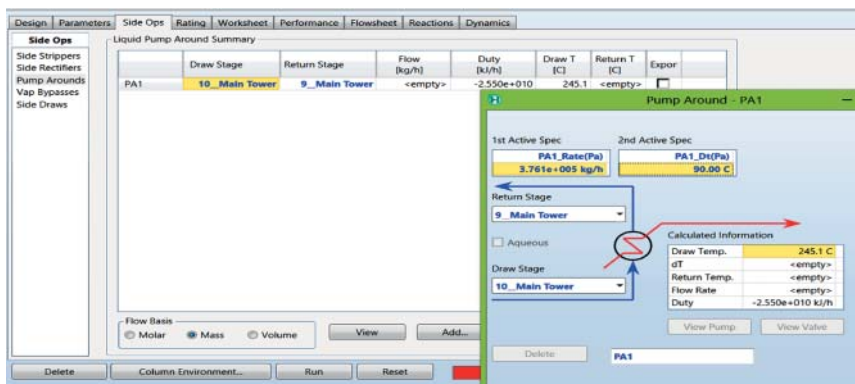 Design Parameters Side Ops Rating Worksheet Performance Flowsheet Reactions Dynamics
Side Ops
Side Strippers
Side Rectifiers
Pump Arounds
Vap Bypasses
Side Draws
Liquid Pump Around Summary
Draw Stage Return Stage Flow [kg/h] Duty [kJ/h] Draw T [C] Return T [C] Expor
PA1 10__Main Tower 9__Main Tower <empty> -2.550e+010 245.1 <empty>
Flow Basis
Molar Mass Volume
View Add...
Delete Column Environment... Run Reset
Pump Around - PA1
1st Active Spec 2nd Active Spec
PA1_Rate(Pa) PA1_Dt(Pa)
3.761e+005 kg/h 90.00 C
Return Stage
9__Main Tower
Aqueous
Draw Stage
10__Main Tower
Calculated Information
Draw Temp. 245.1 C
dT <empty>
Return Temp. <empty>
Flow Rate <empty>
Duty -2.550e+010 kJ/h
View Pump View Valve
Delete PA1